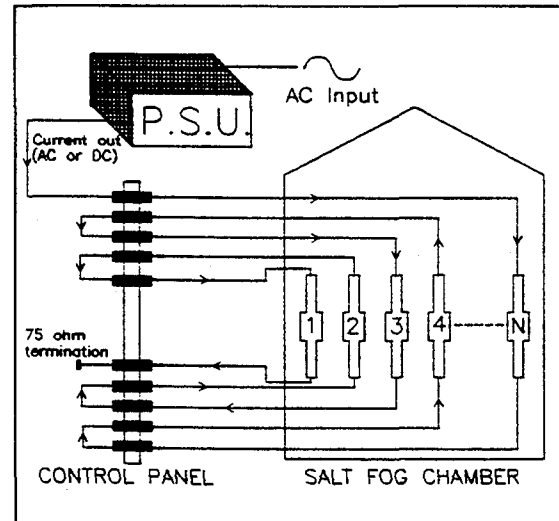 AC Input
P.S.U.
Current out
(AC or DC)
1
2
3
4
N
75 ohm
termination
CONTROL PANEL
SALT FOG CHAMBER